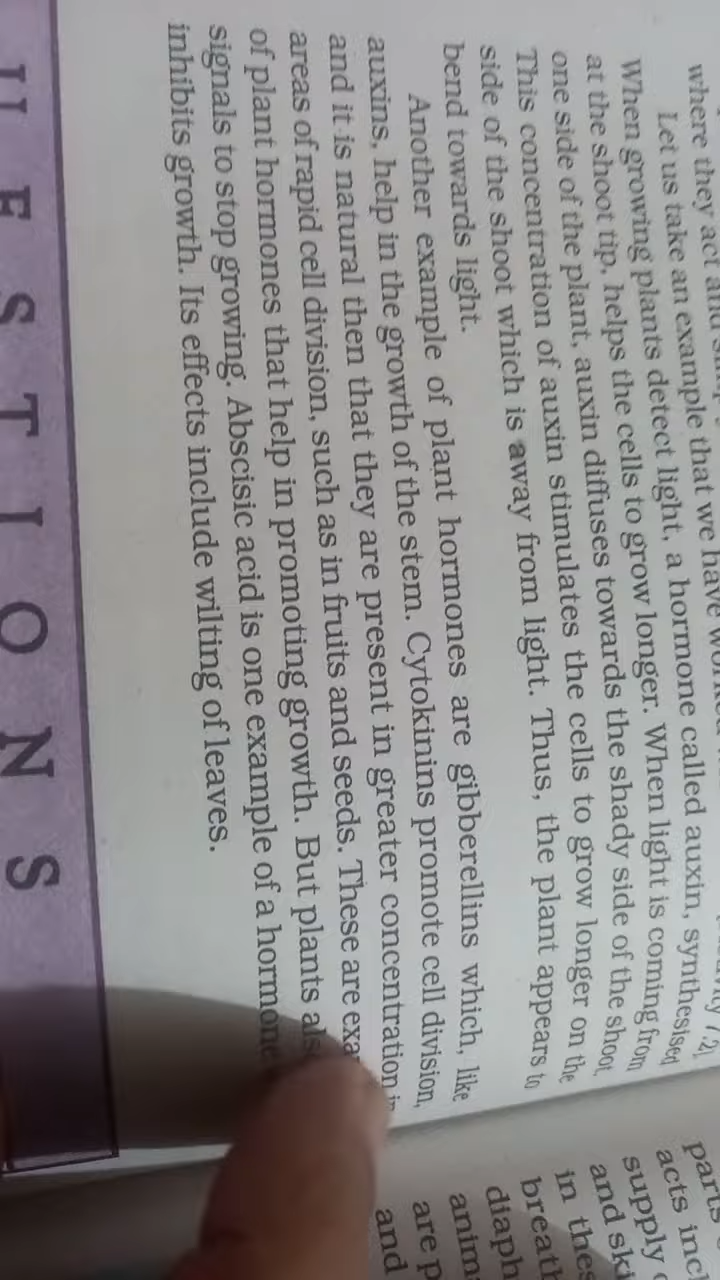 where they act and
Let us take an example that we have
When growing plants detect light, a hormone called auxin, synthesised
at the shoot tip, helps the cells to grow longer. When light is coming from
one side of the plant, auxin diffuses towards the shady side of the shoot.
This concentration of auxin stimulates the cells to grow longer on the
side of the shoot which is away from light. Thus, the plant appears to
bend towards light.
Another example of plant hormones are gibberellins which, like
auxins, help in the growth of the stem. Cytokinins promote cell division,
and it is natural then that they are present in greater concentration in
areas of rapid cell division, such as in fruits and seeds. These are
of plant hormones that help in promoting growth. But plants
signals to stop growing. Abscisic acid is one example of a hormone
inhibits growth. Its effects include wilting of leaves.
U E S T I O N S
parts
acts
supply
and
in
are
and